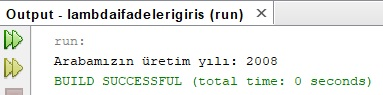 Output - lambdaifadelerigiris (run)
run:
Arabamızın üretim yılı: 2008
BUILD SUCCESSFUL (total time: 0 seconds)